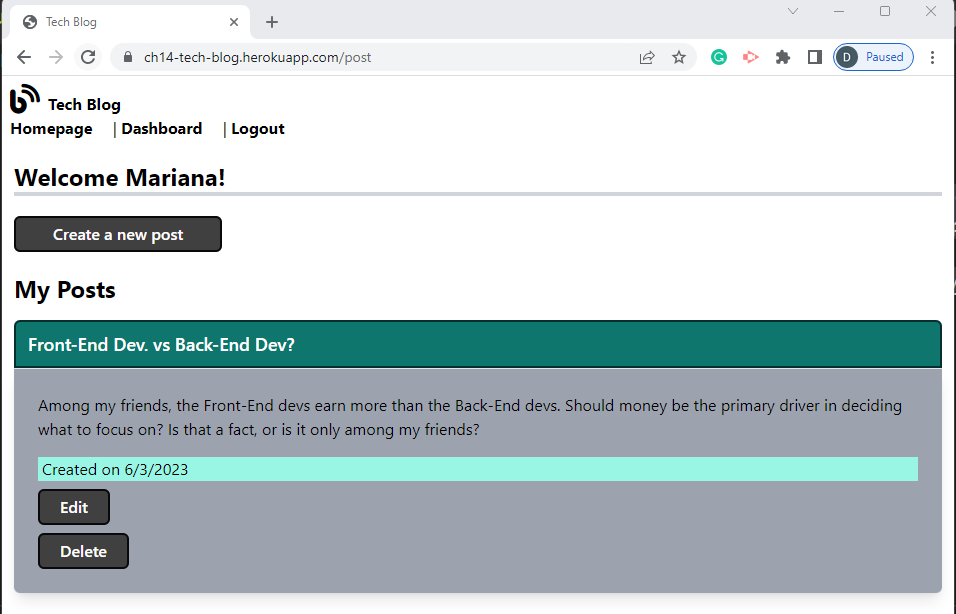 Tech Blog
ch14-tech-blog.herokuapp.com/post
D Paused
Tech Blog
Homepage | Dashboard | Logout
Welcome Mariana!
Create a new post
My Posts
Front-End Dev. vs Back-End Dev?
Among my friends, the Front-End devs earn more than the Back-End devs. Should money be the primary driver in deciding
what to focus on? Is that a fact, or is it only among my friends?
Created on 6/3/2023
Edit
Delete